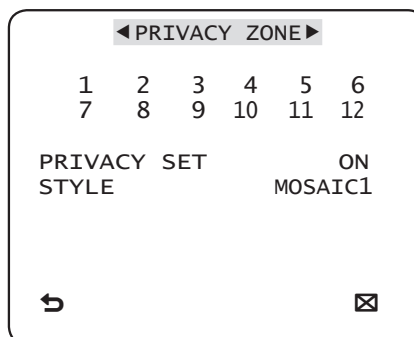 ◀PRIVACY ZONE▶
1 2 3 4 5 6
7 8 9 10 11 12
PRIVACY SET ON
STYLE MOSAIC1